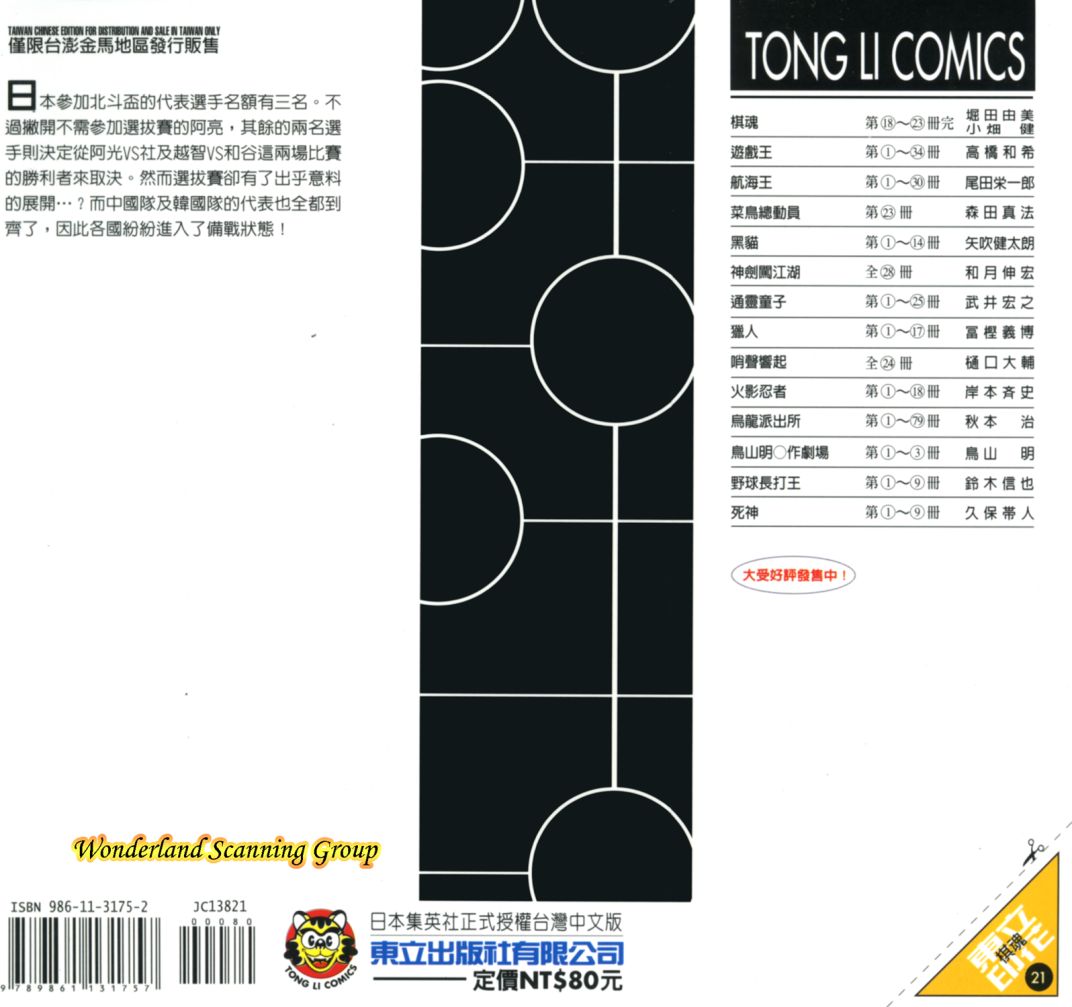 TAIWAN CHINESE EDITION FOR DISTRIBUTION AND SALE IN TAIWAN ONLY
僅限台澎金馬地區發行販售
日本參加北斗盃的代表選手名額有三名。不
過撇開不需參加選拔賽的阿亮，其餘的兩名選
手則決定從阿光VS社及越智VS和谷這兩場比賽
的勝利者來取決。然而選拔賽卻有了出乎意料
的展開…？而中國隊及韓國隊的代表也全都到
齊了，因此各國紛紛進入了備戰狀態！
TONG LI COMICS
棋魂 第⑱～㉓冊完 堀田由美 小畑 健
遊戲王 第①～㉞冊 高橋和希
航海王 第①～㉚冊 尾田栄一郎
菜鳥總動員 第㉓冊 森田真法
黑貓 第①～⑭冊 矢吹健太朗
神劍闖江湖 全㉘冊 和月伸宏
通靈童子 第①～㉕冊 武井宏之
獵人 第①～⑰冊 冨樫義博
哨聲響起 全㉔冊 樋口大輔
火影忍者 第①～⑱冊 岸本斉史
烏龍派出所 第①～79冊 秋本 治
鳥山明○作劇場 第①～③冊 鳥山 明
野球長打王 第①～⑨冊 鈴木信也
死神 第①～⑨冊 久保帯人
大受好評發售中！
Wonderland Scanning Group
ISBN 986-11-3175-2
9 789861 131757
JC13821
00080
TONG LI COMICS
日本集英社正式授權台灣中文版
東立出版社有限公司
定價NT$80元
東立
棋魂
21